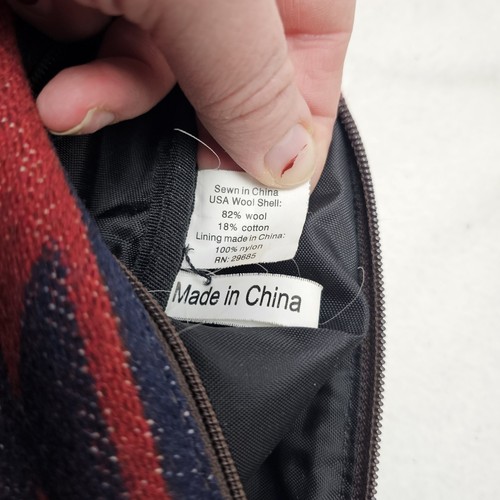 Sewn in China
USA Wool Shell:
82% wool
18% cotton
Lining made in China:
100% nylon
RN: 29685
Made in China